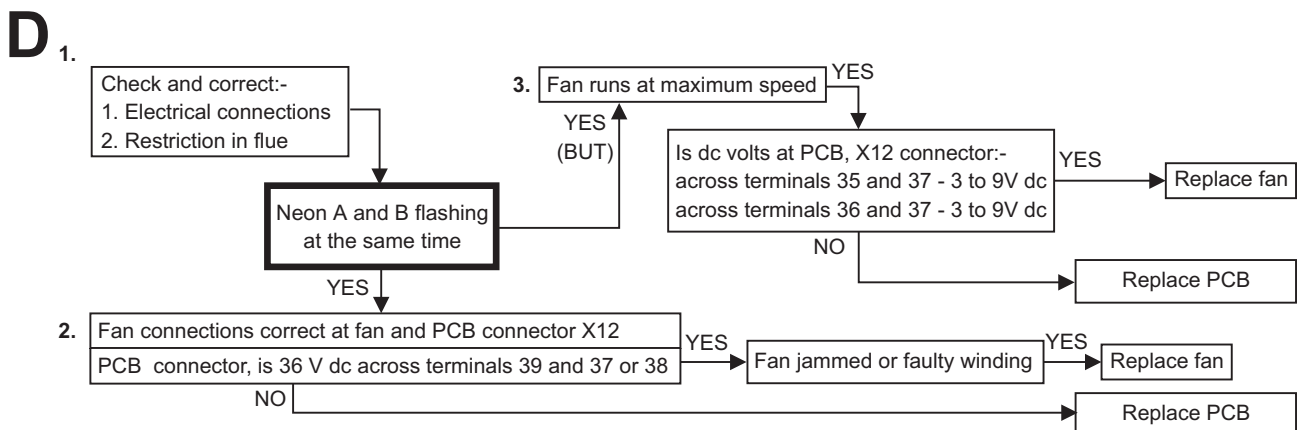 D
1.
Check and correct:-
1. Electrical connections
2. Restriction in flue
Neon A and B flashing
at the same time
YES
(BUT)
3. Fan runs at maximum speed
YES
Is dc volts at PCB, X12 connector:-
across terminals 35 and 37 - 3 to 9V dc
across terminals 36 and 37 - 3 to 9V dc
YES
Replace fan
NO
Replace PCB
YES
2. Fan connections correct at fan and PCB connector X12
PCB connector, is 36 V dc across terminals 39 and 37 or 38
YES
Fan jammed or faulty winding
YES
Replace fan
NO
Replace PCB